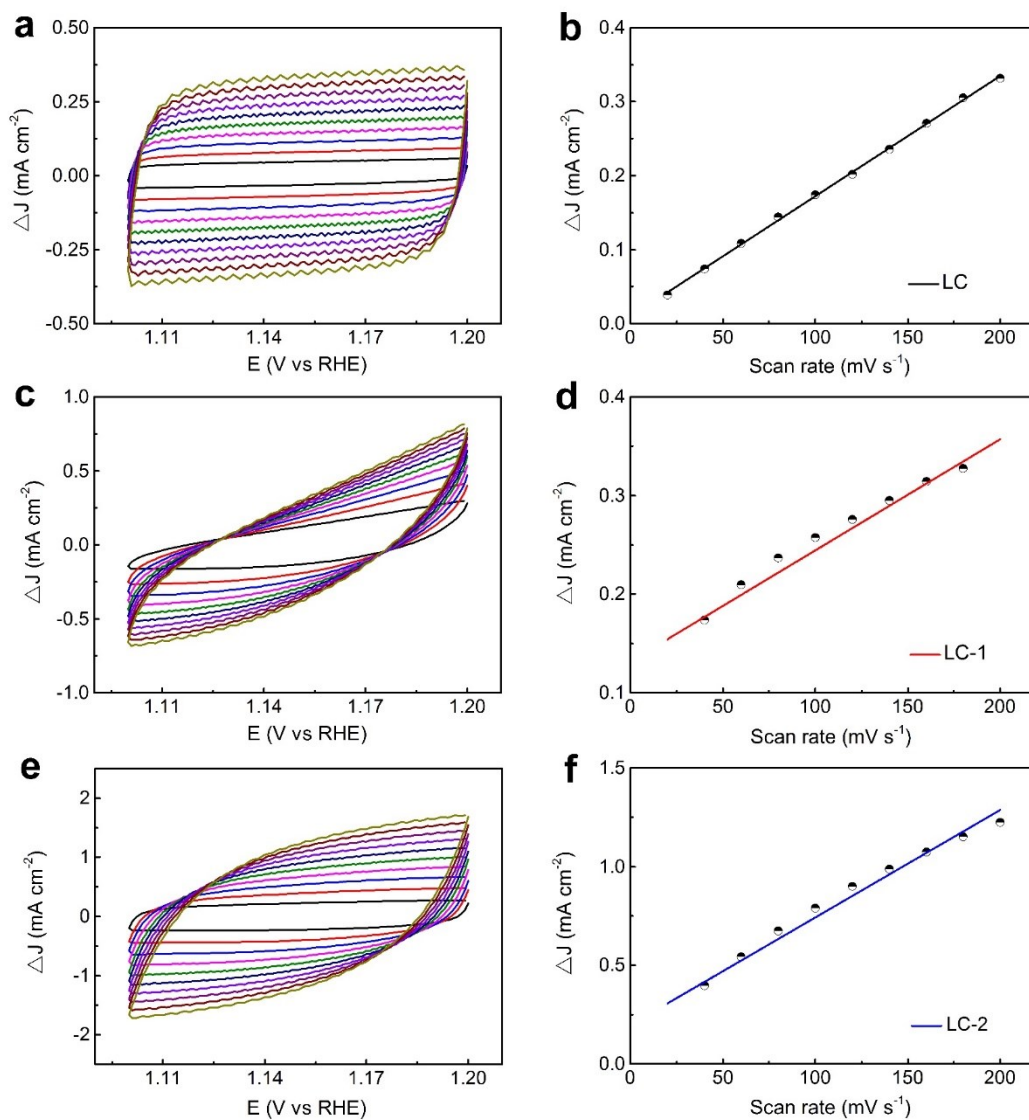 a
0.50
0.25
0.00
-0.25
-0.50
△J (mA cm⁻²)
1.11 1.14 1.17 1.20
E (V vs RHE)
b
0.4
0.3
0.2
0.1
0.0
△J (mA cm⁻²)
LC
0 50 100 150 200
Scan rate (mV s⁻¹)
c
1.0
0.5
0.0
-0.5
-1.0
△J (mA cm⁻²)
1.11 1.14 1.17 1.20
E (V vs RHE)
d
0.4
0.3
0.2
0.1
△J (mA cm⁻²)
LC-1
0 50 100 150 200
Scan rate (mV s⁻¹)
e
2
1
0
-1
-2
△J (mA cm⁻²)
1.11 1.14 1.17 1.20
E (V vs RHE)
f
1.5
1.0
0.5
0.0
△J (mA cm⁻²)
LC-2
0 50 100 150 200
Scan rate (mV s⁻¹)